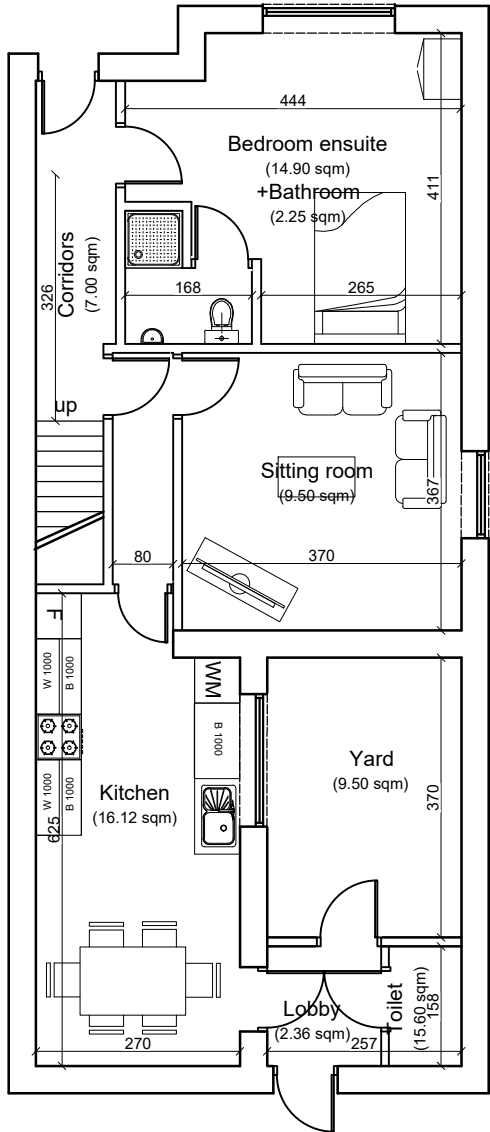 444
Bedroom ensuite
(14.90 sqm)
+Bathroom
(2.25 sqm)
411
326
Corridors
(7.00 sqm)
168
265
up
Sitting room
(9.50 sqm)
367
80
370
F
W 1000
B 1000
WM
B 1000
W 1000
B 1000
Kitchen
(16.12 sqm)
625
Yard
(9.50 sqm)
370
Lobby
(2.36 sqm)
Toilet
(15.60 sqm)
158
270
257